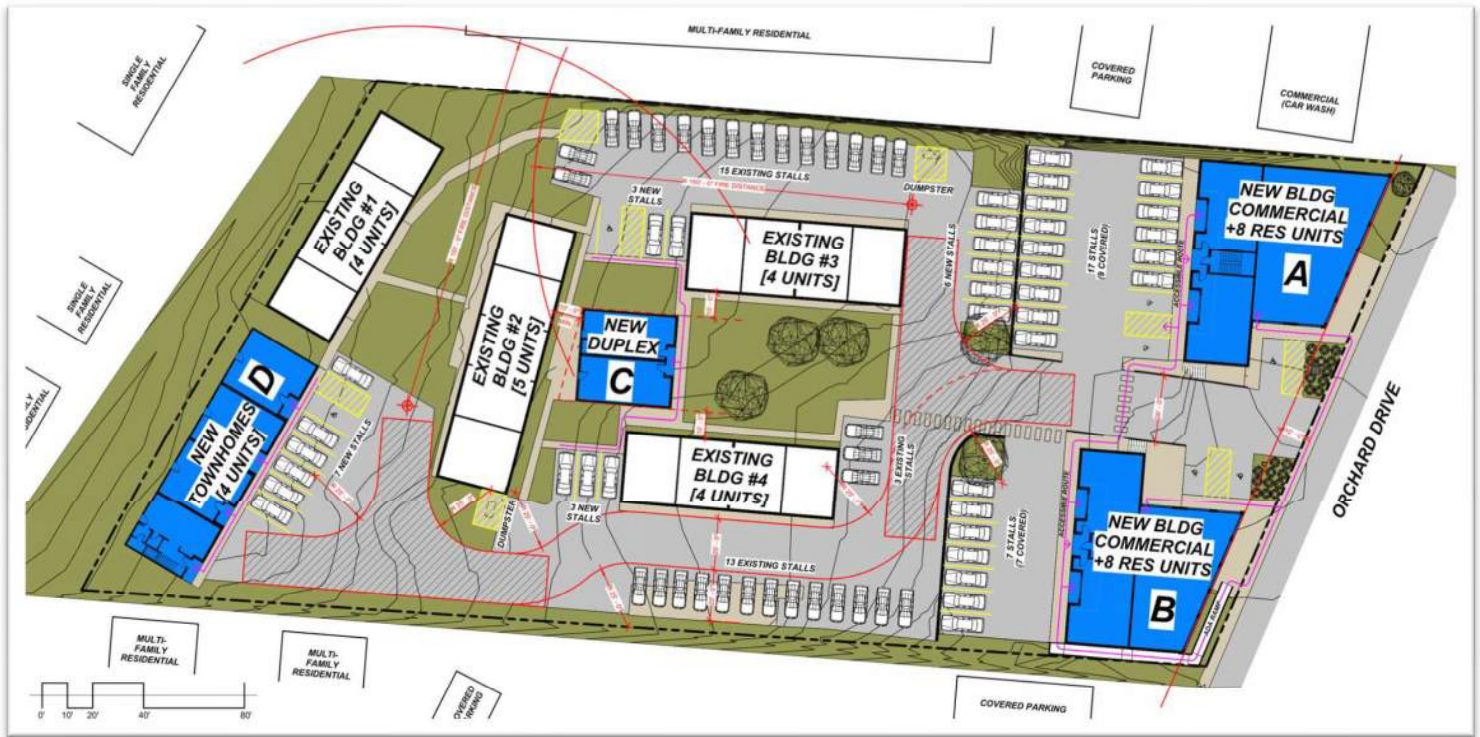 MULTI-FAMILY RESIDENTIAL
SINGLE
FAMILY
RESIDENTIAL
COVERED
PARKING
COMMERCIAL
(CAR WASH)
15 EXISTING STALLS
DUMPSTER
3 NEW
STALLS
EXISTING
BLDG #1
[4 UNITS]
EXISTING
BLDG #2
[5 UNITS]
EXISTING
BLDG #3
[4 UNITS]
6 NEW STALLS
17 STALLS
(9 COVERED)
ACCESSIBLE ROUTE
NEW BLDG
COMMERCIAL
+8 RES UNITS
A
SINGLE
FAMILY
RESIDENTIAL
NEW
DUPLEX
C
D
NEW
TOWNHOMES
[4 UNITS]
7 NEW STALLS
EXISTING
BLDG #4
[4 UNITS]
3 EXISTING
STALLS
3 NEW
STALLS
DUMPSTER
13 EXISTING STALLS
7 STALLS
(7 COVERED)
ACCESSIBLE ROUTE
NEW BLDG
COMMERCIAL
+8 RES UNITS
B
ADA RAMP
ORCHARD DRIVE
MULTI-
FAMILY
RESIDENTIAL
MULTI-
FAMILY
RESIDENTIAL
PARKING
COVERED PARKING
0' 10' 20' 40' 80'